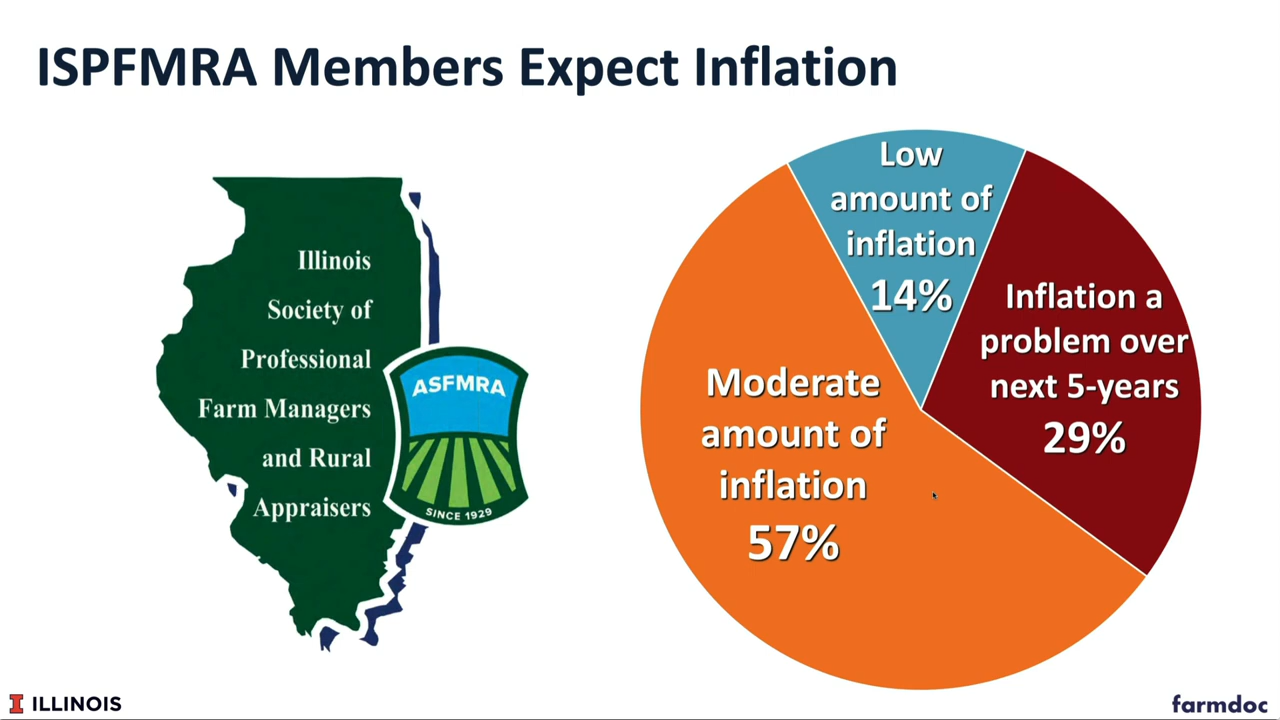 ISPFMRA Members Expect Inflation
Illinois
Society of
Professional
Farm Managers
and Rural
Appraisers
ASFMRA
SINCE 1929
Low
amount of
inflation
14%
Inflation a
problem over
next 5-years
29%
Moderate
amount of
inflation
57%
I ILLINOIS
farmdoc